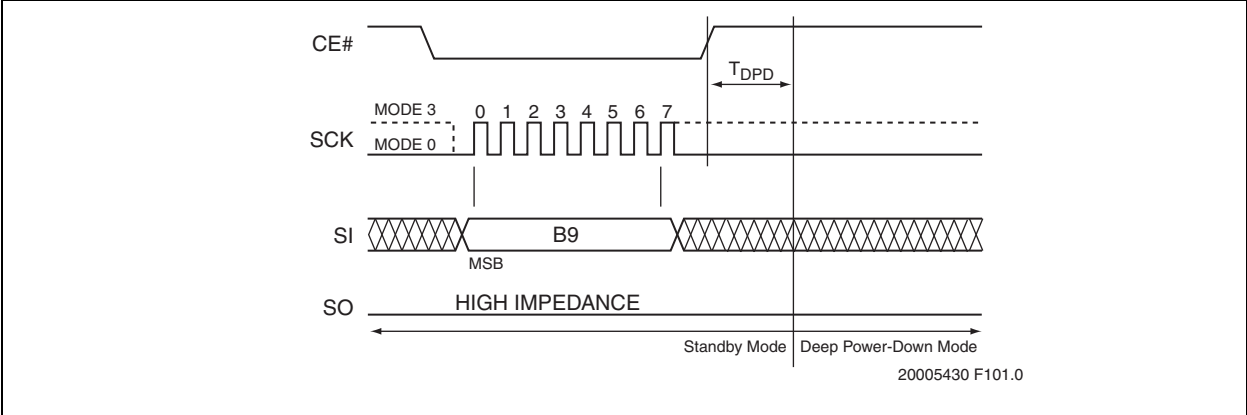 CE#
TDPD
MODE 3
0 1 2 3 4 5 6 7
SCK
MODE 0
SI
B9
MSB
SO
HIGH IMPEDANCE
Standby Mode
Deep Power-Down Mode
20005430 F101.0